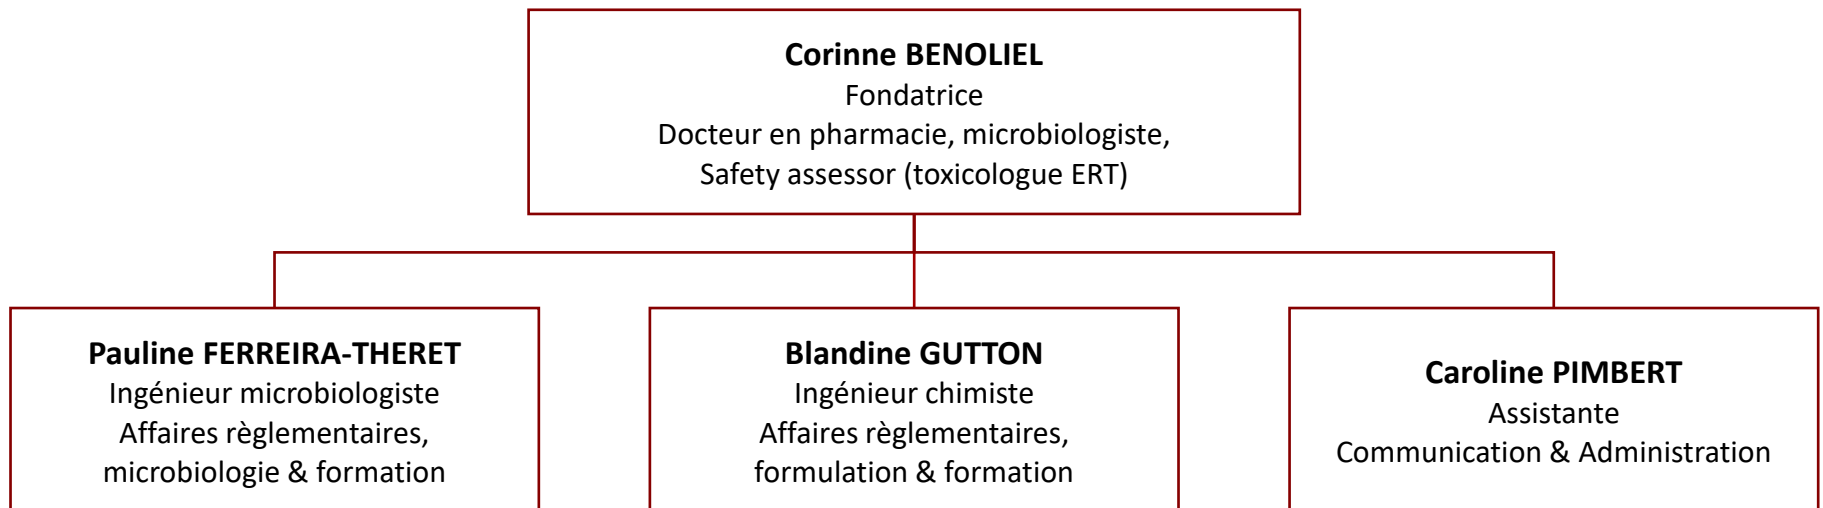 Corinne BENOLIEL
Fondatrice
Docteur en pharmacie, microbiologiste,
Safety assessor (toxicologue ERT)
Pauline FERREIRA-THERET
Ingénieur microbiologiste
Affaires règlementaires,
microbiologie & formation
Blandine GUTTON
Ingénieur chimiste
Affaires règlementaires,
formulation & formation
Caroline PIMBERT
Assistante
Communication & Administration